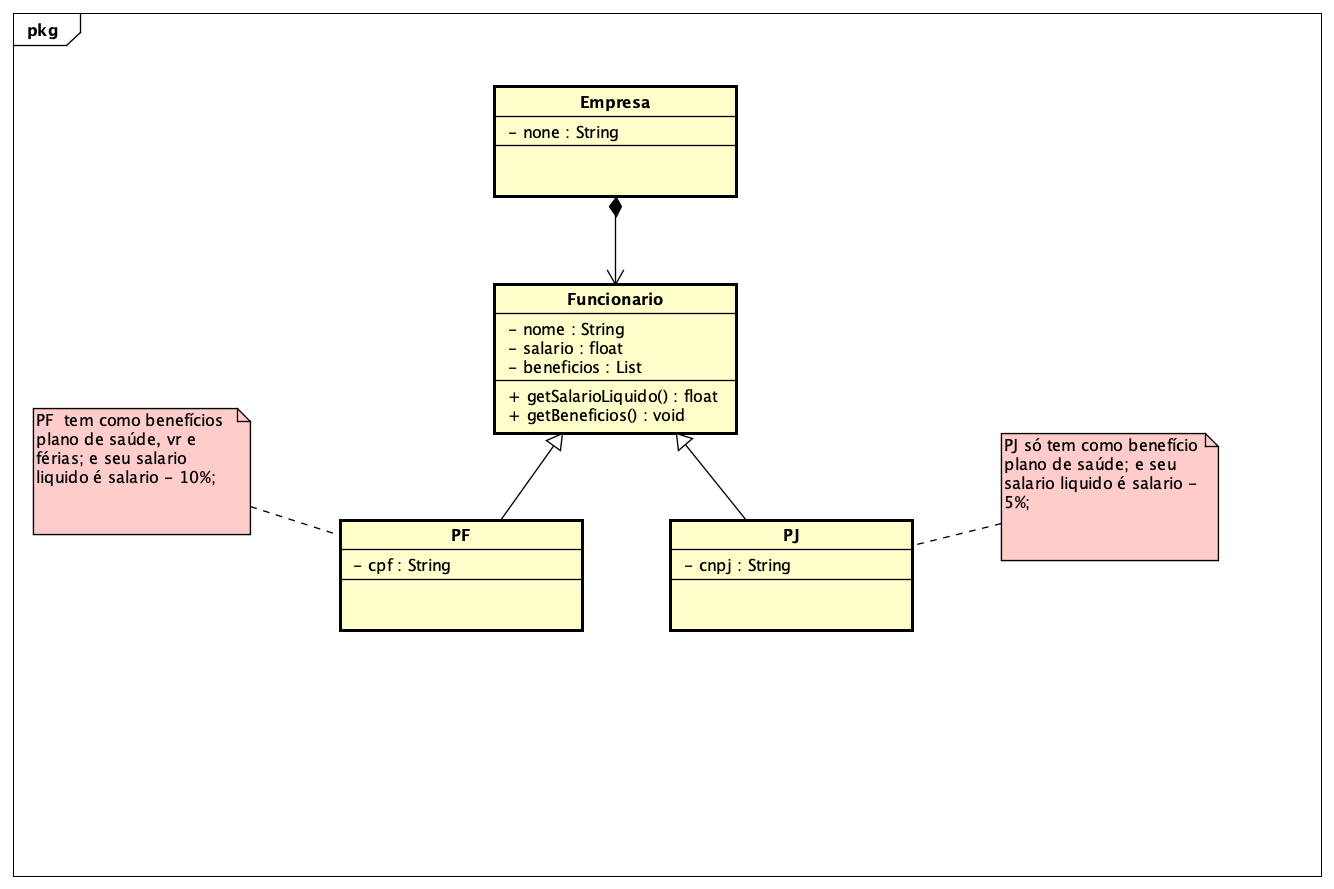 pkg
Empresa
- none : String
Funcionario
- nome : String
- salario : float
- beneficios : List
+ getSalarioLiquido() : float
+ getBeneficios() : void
PF  tem como benefícios
plano de saúde, vr e
férias; e seu salario
liquido é salario - 10%;
PJ só tem como benefício
plano de saúde; e seu
salario liquido é salario -
5%;
PF
- cpf : String
PJ
- cnpj : String